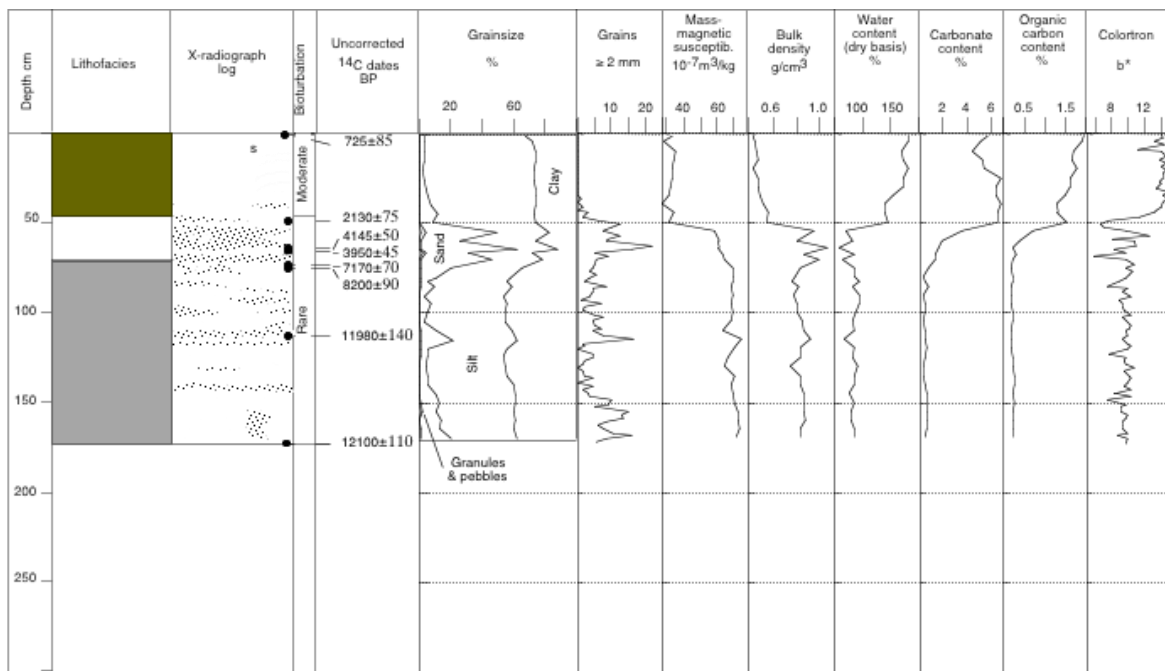 Depth cm
Lithofacies
X-radiograph
log
Bioturbation
Uncorrected
14C dates
BP
Grainsize
%
20 60
Grains
≥ 2 mm
10 20
Mass-
magnetic
susceptib.
10-7m3/kg
40 60
Bulk
density
g/cm3
0.6 1.0
Water
content
(dry basis)
%
100 150
Carbonate
content
%
2 4 6
Organic
carbon
content
%
0.5 1.5
Colortron
b*
8 12
50
100
150
200
250
s
Moderate
Rare
725±85
2130±75
4145±50
3950±45
7170±70
8200±90
11980±140
12100±110
Clay
Sand
Silt
Granules
& pebbles